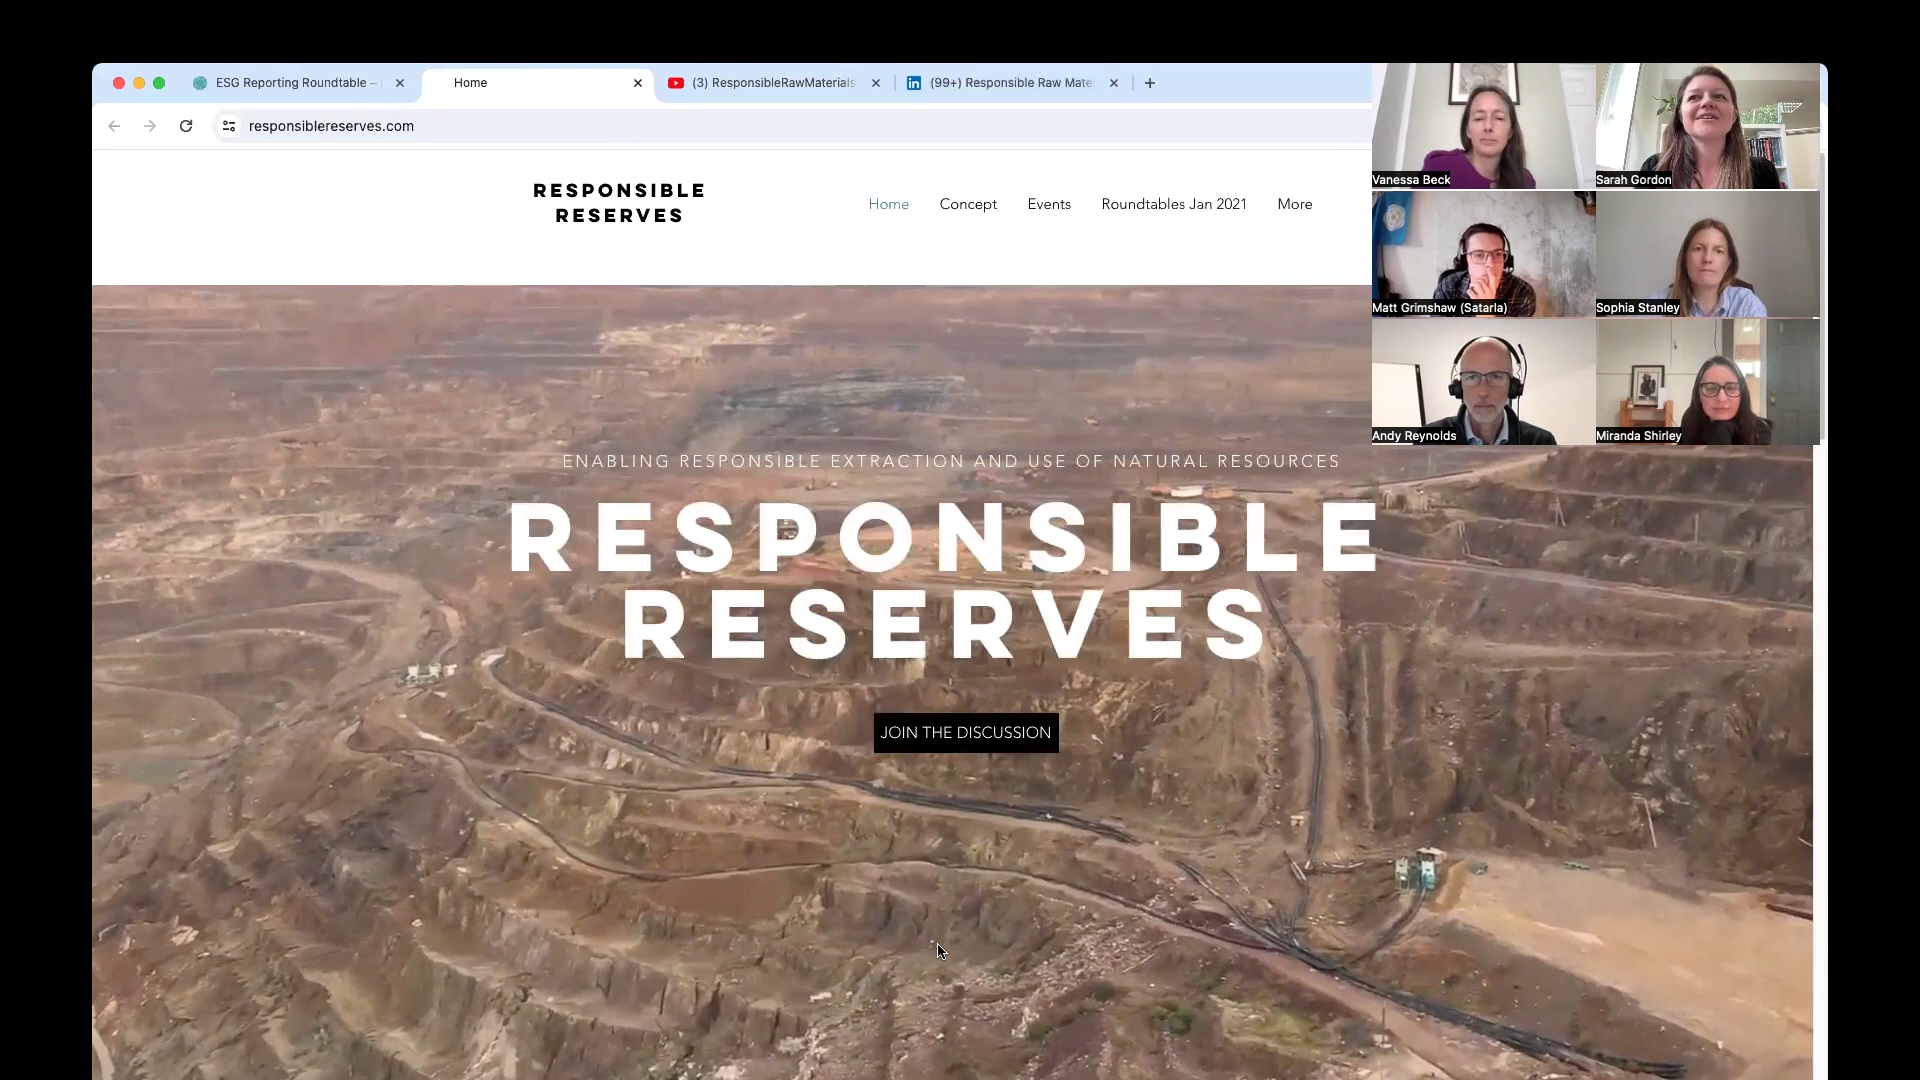 ESG Reporting Roundtable –
Home
(3) ResponsibleRawMaterials
(99+) Responsible Raw Mate
responsiblereserves.com
RESPONSIBLE
RESERVES
Home
Concept
Events
Roundtables Jan 2021
More
Vanessa Beck
Sarah Gordon
Matt Grimshaw (Satarla)
Sophia Stanley
Andy Reynolds
Miranda Shirley
ENABLING RESPONSIBLE EXTRACTION AND USE OF NATURAL RESOURCES
RESPONSIBLE
RESERVES
JOIN THE DISCUSSION